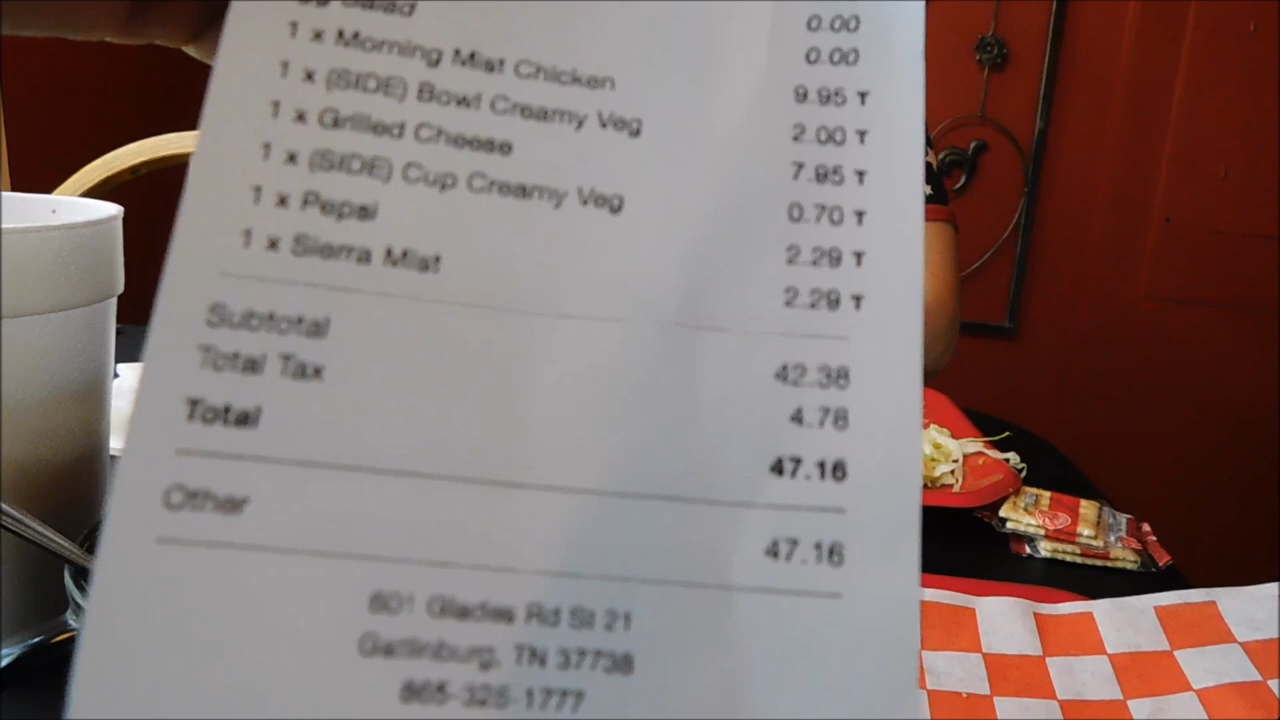 0.00
Salad 0.00
1 x Morning Mist Chicken 9.95 T
1 x (SIDE) Bowl Creamy Veg 2.00 T
1 x Grilled Cheese 7.95 T
1 x (SIDE) Cup Creamy Veg 0.70 T
1 x Pepsi 2.29 T
1 x Sierra Mist 2.29 T
Subtotal 42.38
Total Tax 4.78
Total 47.16
Other 47.16
601 Glades Rd St 21
Gatlinburg, TN 37738
865-325-1777